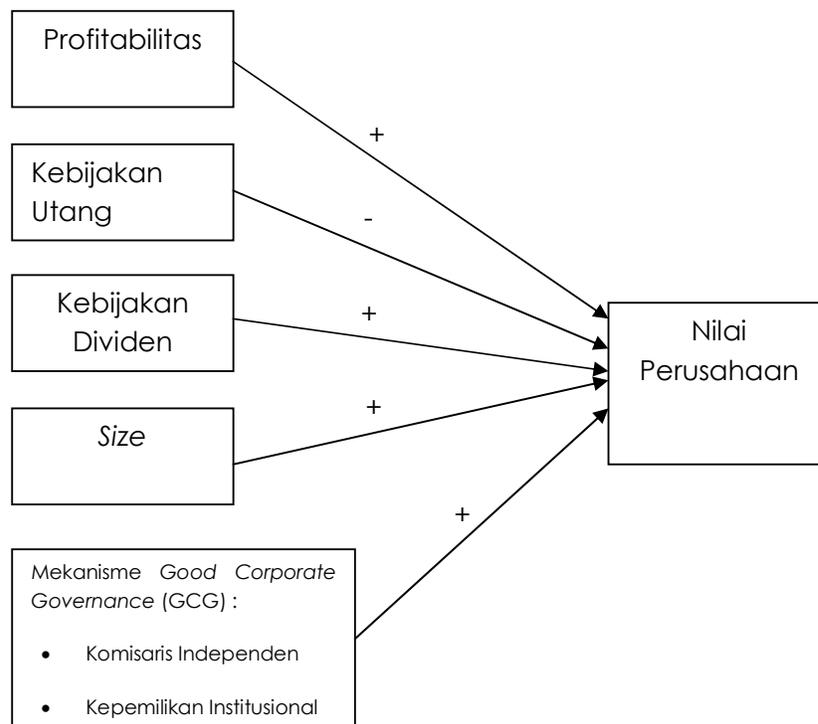 Profitabilitas
+
Kebijakan
Utang
-
Kebijakan
Dividen
+
Nilai
Perusahaan
Size
+
+
Mekanisme Good Corporate
Governance (GCG) :
• Komisaris Independen
• Kepemilikan Institusional